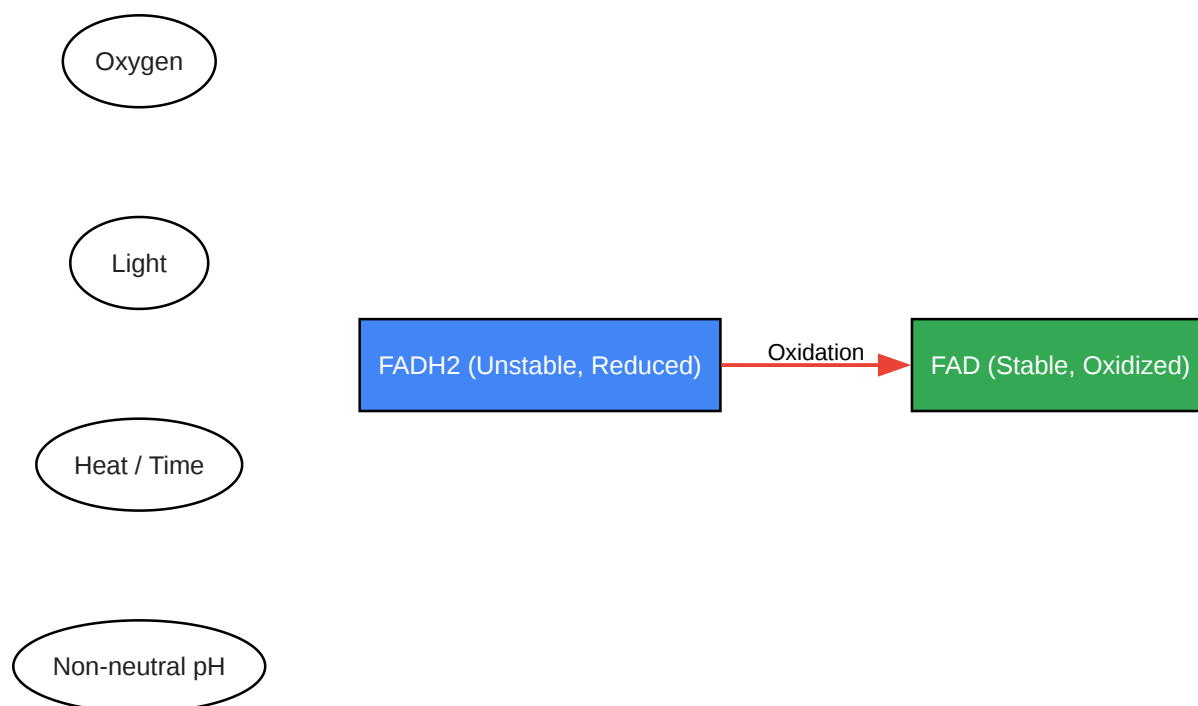 Oxygen
Light
FADH2 (Unstable, Reduced)
Oxidation
FAD (Stable, Oxidized)
Heat / Time
Non-neutral pH